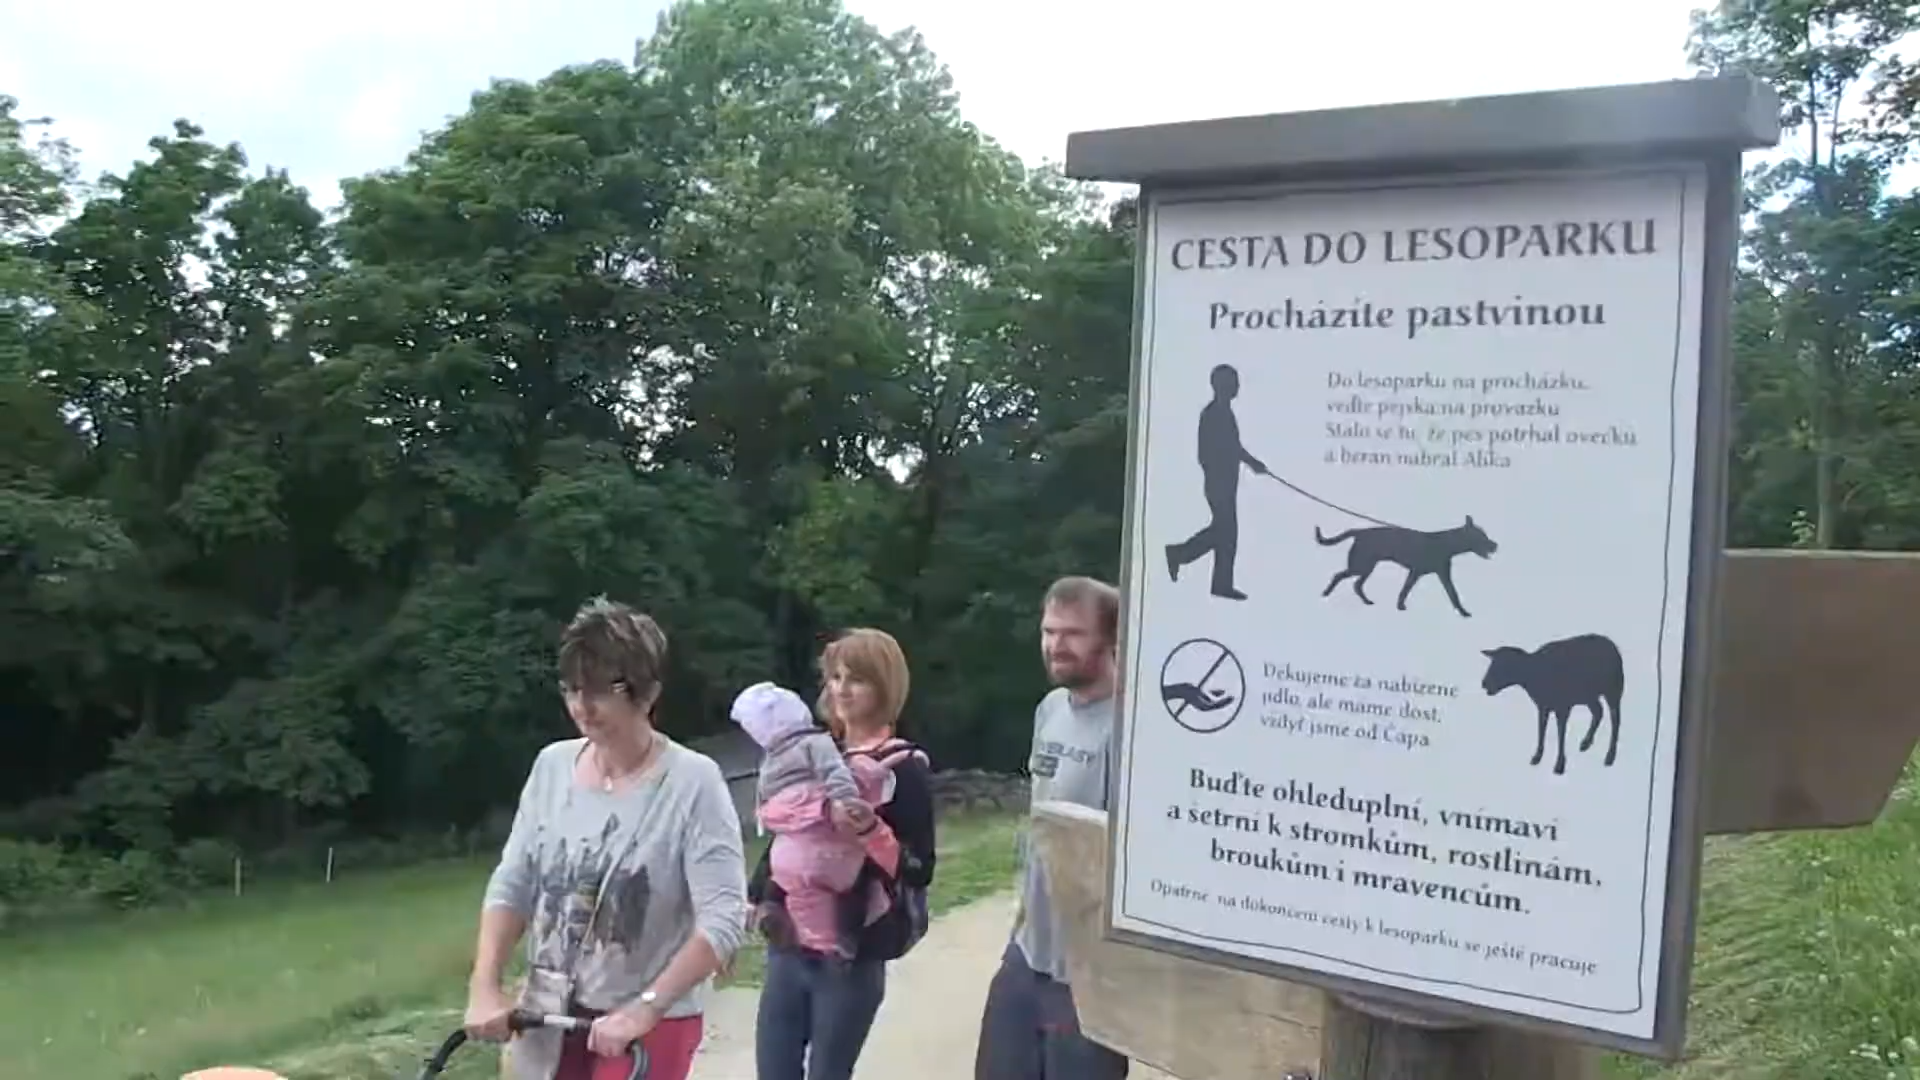 CESTA DO LESOPARKU
Procházíte pastvinou
Do lesoparku na procházku,
veďte pejska na provázku
Stalo se tu, že pes potrhal ovečku
a beran nabral Alíka
Děkujeme za nabízené
jídlo, ale máme dost,
vždyť jsme od Čapa
Buďte ohleduplní, vnímaví
a šetrní k stromkům, rostlinám,
broukům i mravencům.
Opatrně, na dokončení cesty k lesoparku se ještě pracuje